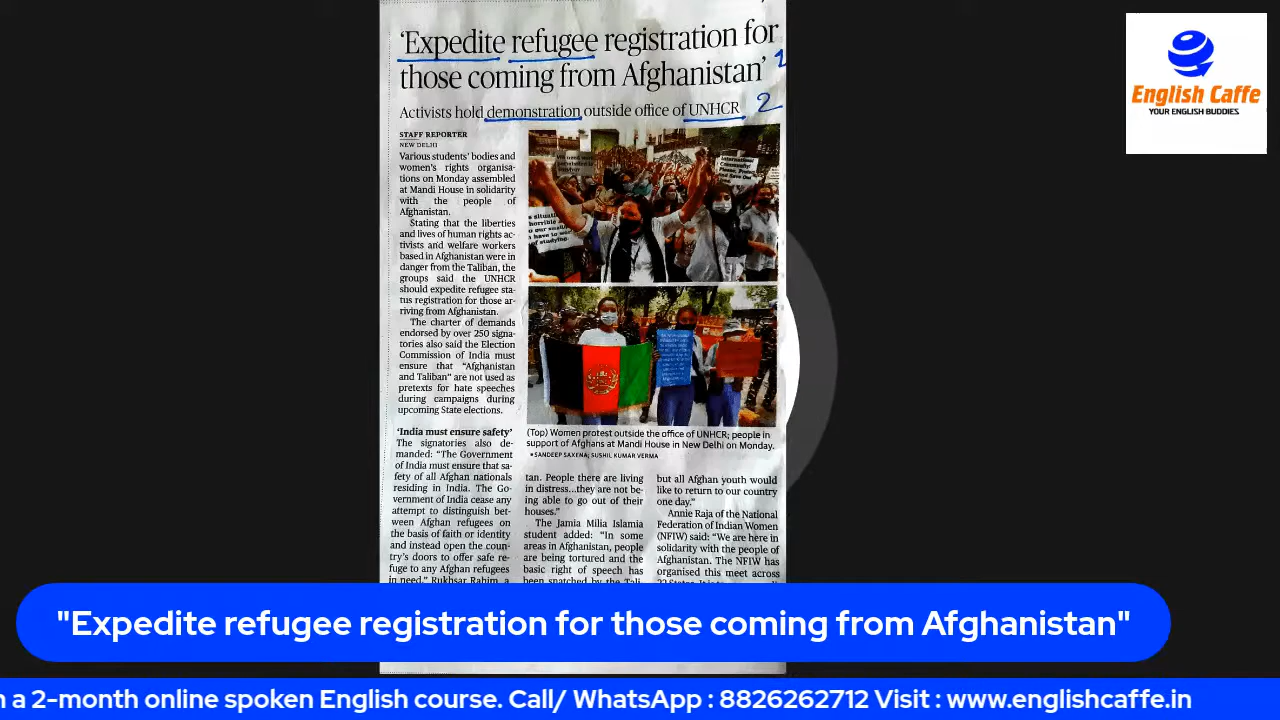 'Expedite refugee registration for
those coming from Afghanistan'
Activists hold demonstration outside office of UNHCR 2
STAFF REPORTER
NEW DELHI
Various students' bodies and
women's rights organisa-
tions on Monday assembled
at Mandi House in solidarity
with the people of
Afghanistan.
Stating that the liberties
and lives of human rights ac-
tivists and welfare workers
based in Afghanistan were in
danger from the Taliban, the
groups said the UNHCR
should expedite refugee sta-
tus registration for those ar-
riving from Afghanistan.
The charter of demands
endorsed by over 250 signa-
tories also said the Election
Commission of India must
ensure that "Afghanistan
and Taliban" are not used as
pretexts for hate speeches
during campaigns during
upcoming State elections.
'India must ensure safety'
The signatories also de-
manded: "The Government
of India must ensure that sa-
fety of all Afghan nationals
residing in India. The Go-
vernment of India cease any
attempt to distinguish bet-
ween Afghan refugees on
the basis of faith or identity
and instead open the coun-
try's doors to offer safe re-
fuge to any Afghan refugees
in need." Rukhsar Rahim, a
International
Community!
Please, Protect
and Save Our
(Top) Women protest outside the office of UNHCR; people in
support of Afghans at Mandi House in New Delhi on Monday.
SANDEEP SAXENA; SUSHIL KUMAR VERMA
tan. People there are living
in distress...they are not be-
ing able to go out of their
houses."
The Jamia Milia Islamia
student added: "In some
areas in Afghanistan, people
are being tortured and the
basic right of speech has
been snatched by the Tali-
but all Afghan youth would
like to return to our country
one day."
Annie Raja of the National
Federation of Indian Women
(NFIW) said: "We are here in
solidarity with the people of
Afghanistan. The NFIW has
organised this meet across
English Caffe
YOUR ENGLISH BUDDIES
"Expedite refugee registration for those coming from Afghanistan"
a 2-month online spoken English course. Call/ WhatsApp : 8826262712 Visit : www.englishcaffe.in